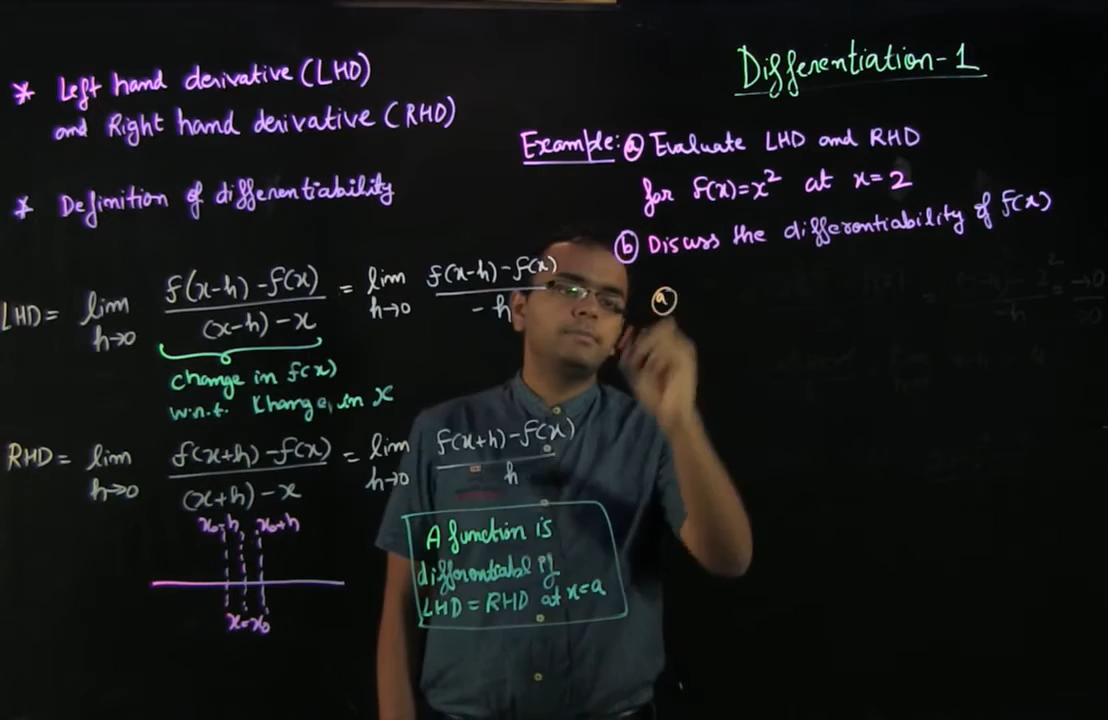 Differentiation-1
* Left hand derivative (LHD)
and Right hand derivative (RHD)
* Definition of differentiability
LHD = lim h→0 f(x-h) - f(x) / (x-h) - x = lim h→0 f(x-h) - f(x) / -h
change in f(x)
w.r.t. change in x
RHD = lim h→0 f(x+h) - f(x) / (x+h) - x = lim h→0 f(x+h) - f(x) / h
x₀-h x₀+h
x=x₀
A function is
differentiabel if
LHD = RHD at x=a
Example: ⓐ Evaluate LHD and RHD
for f(x)=x² at x=2
ⓑ Discuss the differentiability of f(x)
ⓐ